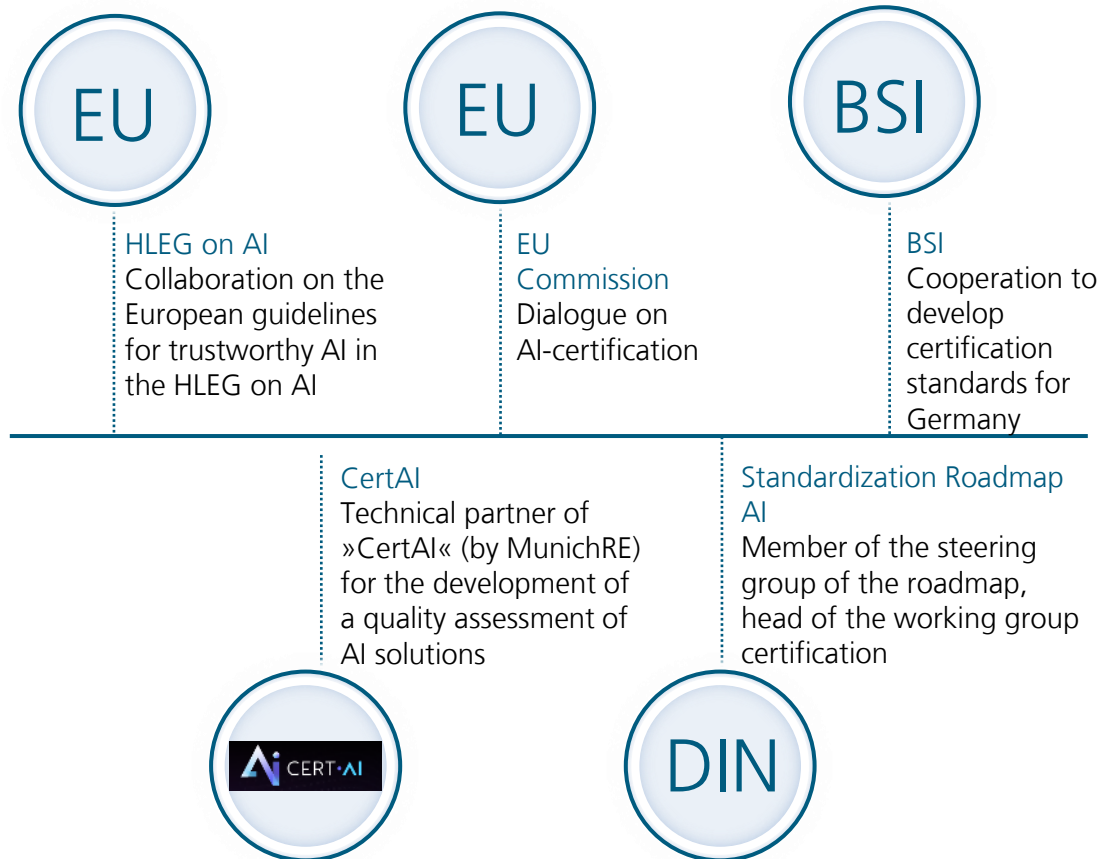 EU
EU
BSI
HLEG on AI
Collaboration on the
European guidelines
for trustworthy AI in
the HLEG on AI
EU
Commission
Dialogue on
AI-certification
BSI
Cooperation to
develop
certification
standards for
Germany
CertAI
Technical partner of
»CertAI« (by MunichRE)
for the development of
a quality assessment of
AI solutions
Standardization Roadmap
AI
Member of the steering
group of the roadmap,
head of the working group
certification
Ai CERT·AI
DIN